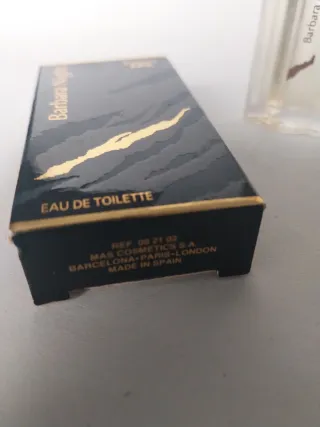 Barbara
EAU DE TOILETTE
REF. 08 21 02
MAS COSMETICS S.A.
BARCELONA-PARIS-LONDON
MADE IN SPAIN
Barbara